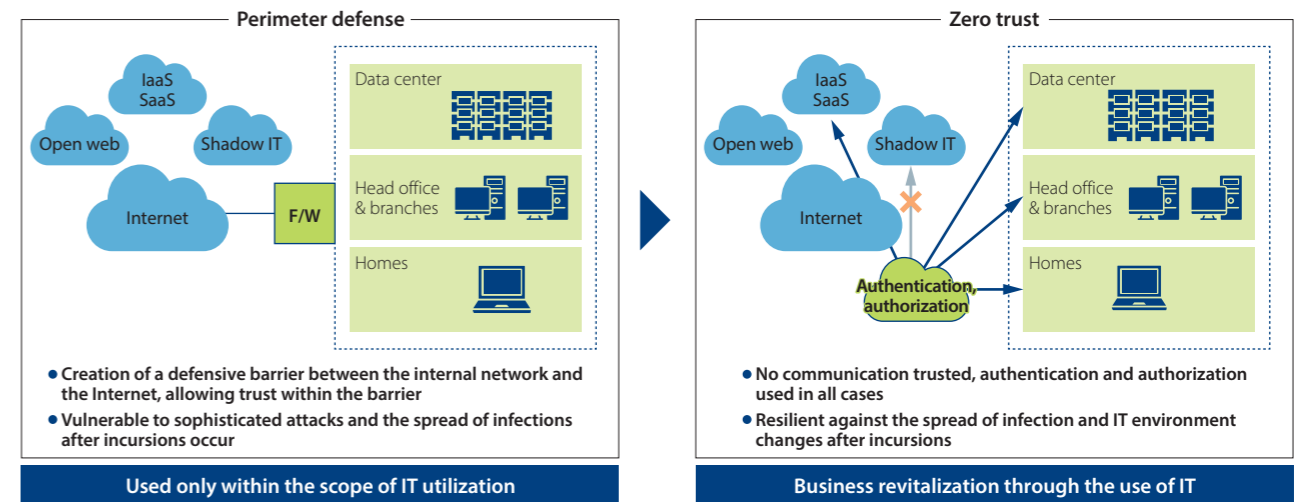 Perimeter defense
IaaS
SaaS
Open web
Shadow IT
Internet
F/W
Data center
Head office
& branches
Homes
● Creation of a defensive barrier between the internal network and
the Internet, allowing trust within the barrier
● Vulnerable to sophisticated attacks and the spread of infections
after incursions occur
Used only within the scope of IT utilization
Zero trust
IaaS
SaaS
Open web
Shadow IT
Internet
Authentication,
authorization
Data center
Head office
& branches
Homes
● No communication trusted, authentication and authorization
used in all cases
● Resilient against the spread of infection and IT environment
changes after incursions
Business revitalization through the use of IT